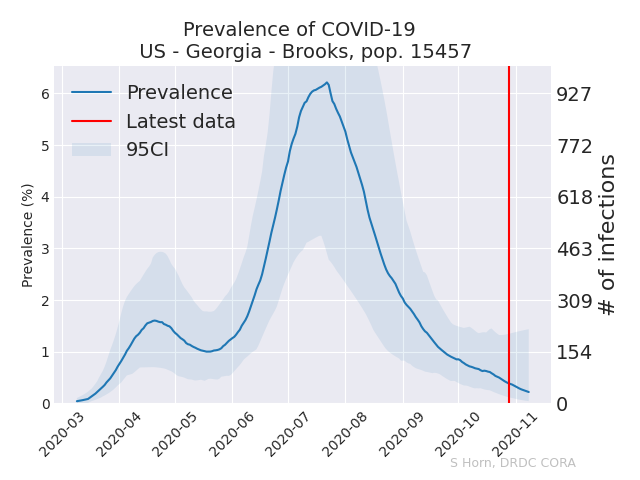 Prevalence of COVID-19
US - Georgia - Brooks, pop. 15457
Prevalence
Latest data
95CI
Prevalence (%)
6
5
4
3
2
1
0
927
772
618
463
309
154
0
# of infections
2020-03
2020-04
2020-05
2020-06
2020-07
2020-08
2020-09
2020-10
2020-11
S Horn, DRDC CORA